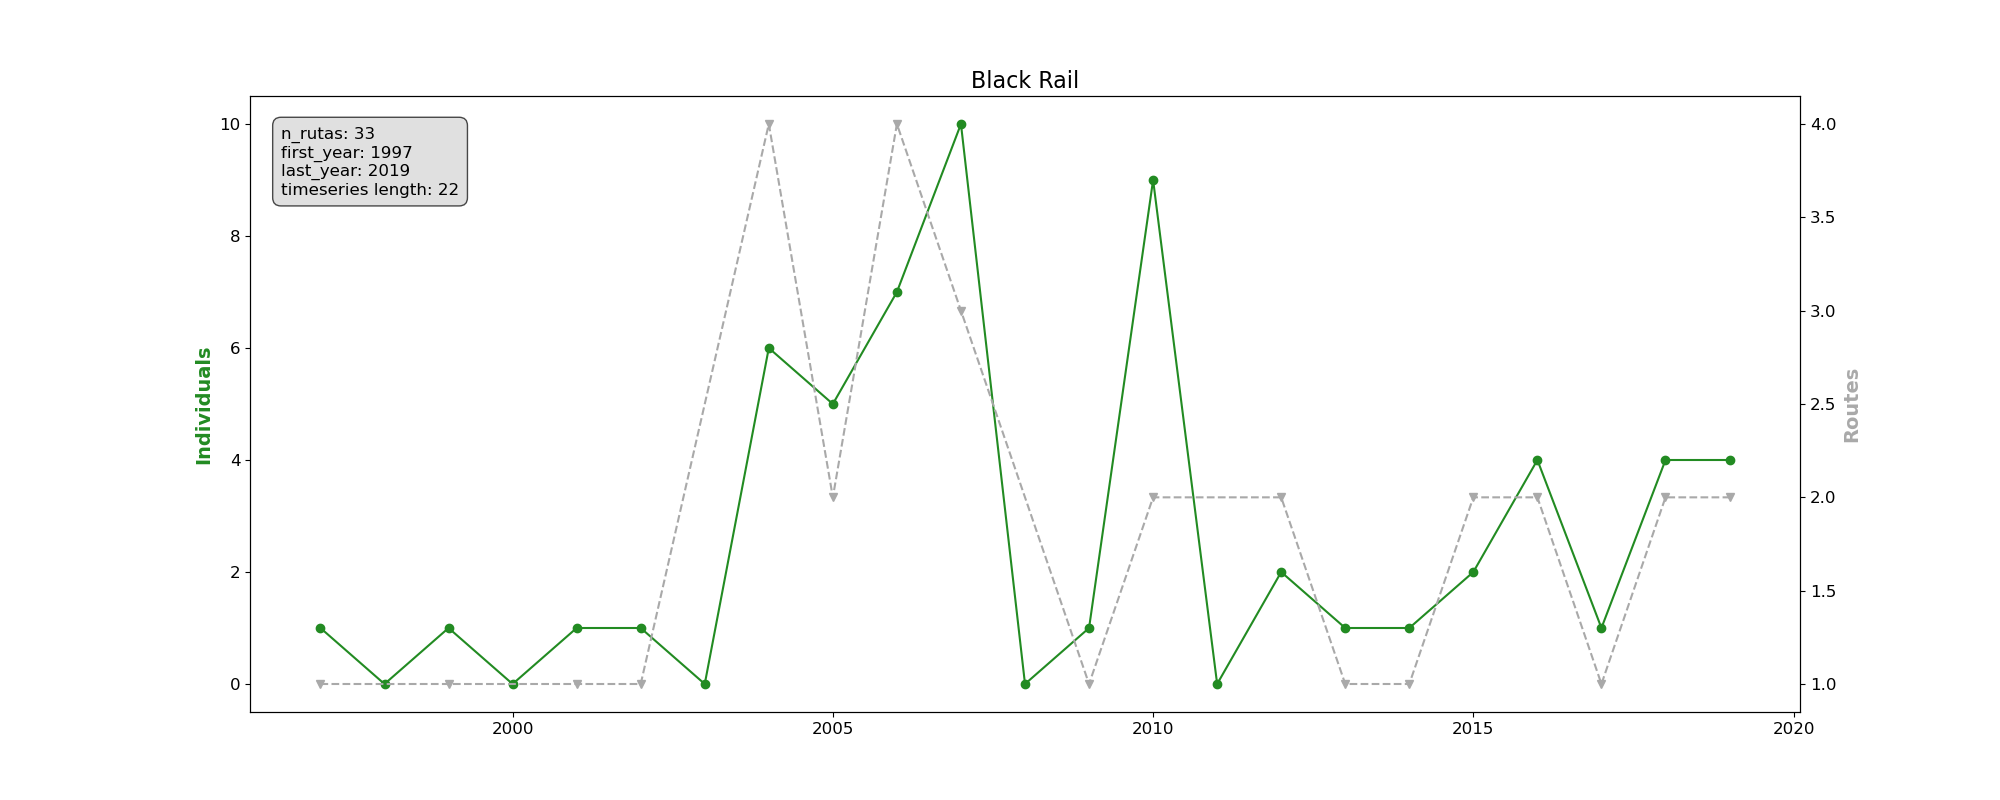 Black Rail
n_rutas: 33
first_year: 1997
last_year: 2019
timeseries length: 22
Individuals
10
8
6
4
2
0
4.0
3.5
3.0
2.5
2.0
1.5
1.0
Routes
2000 2005 2010 2015 2020